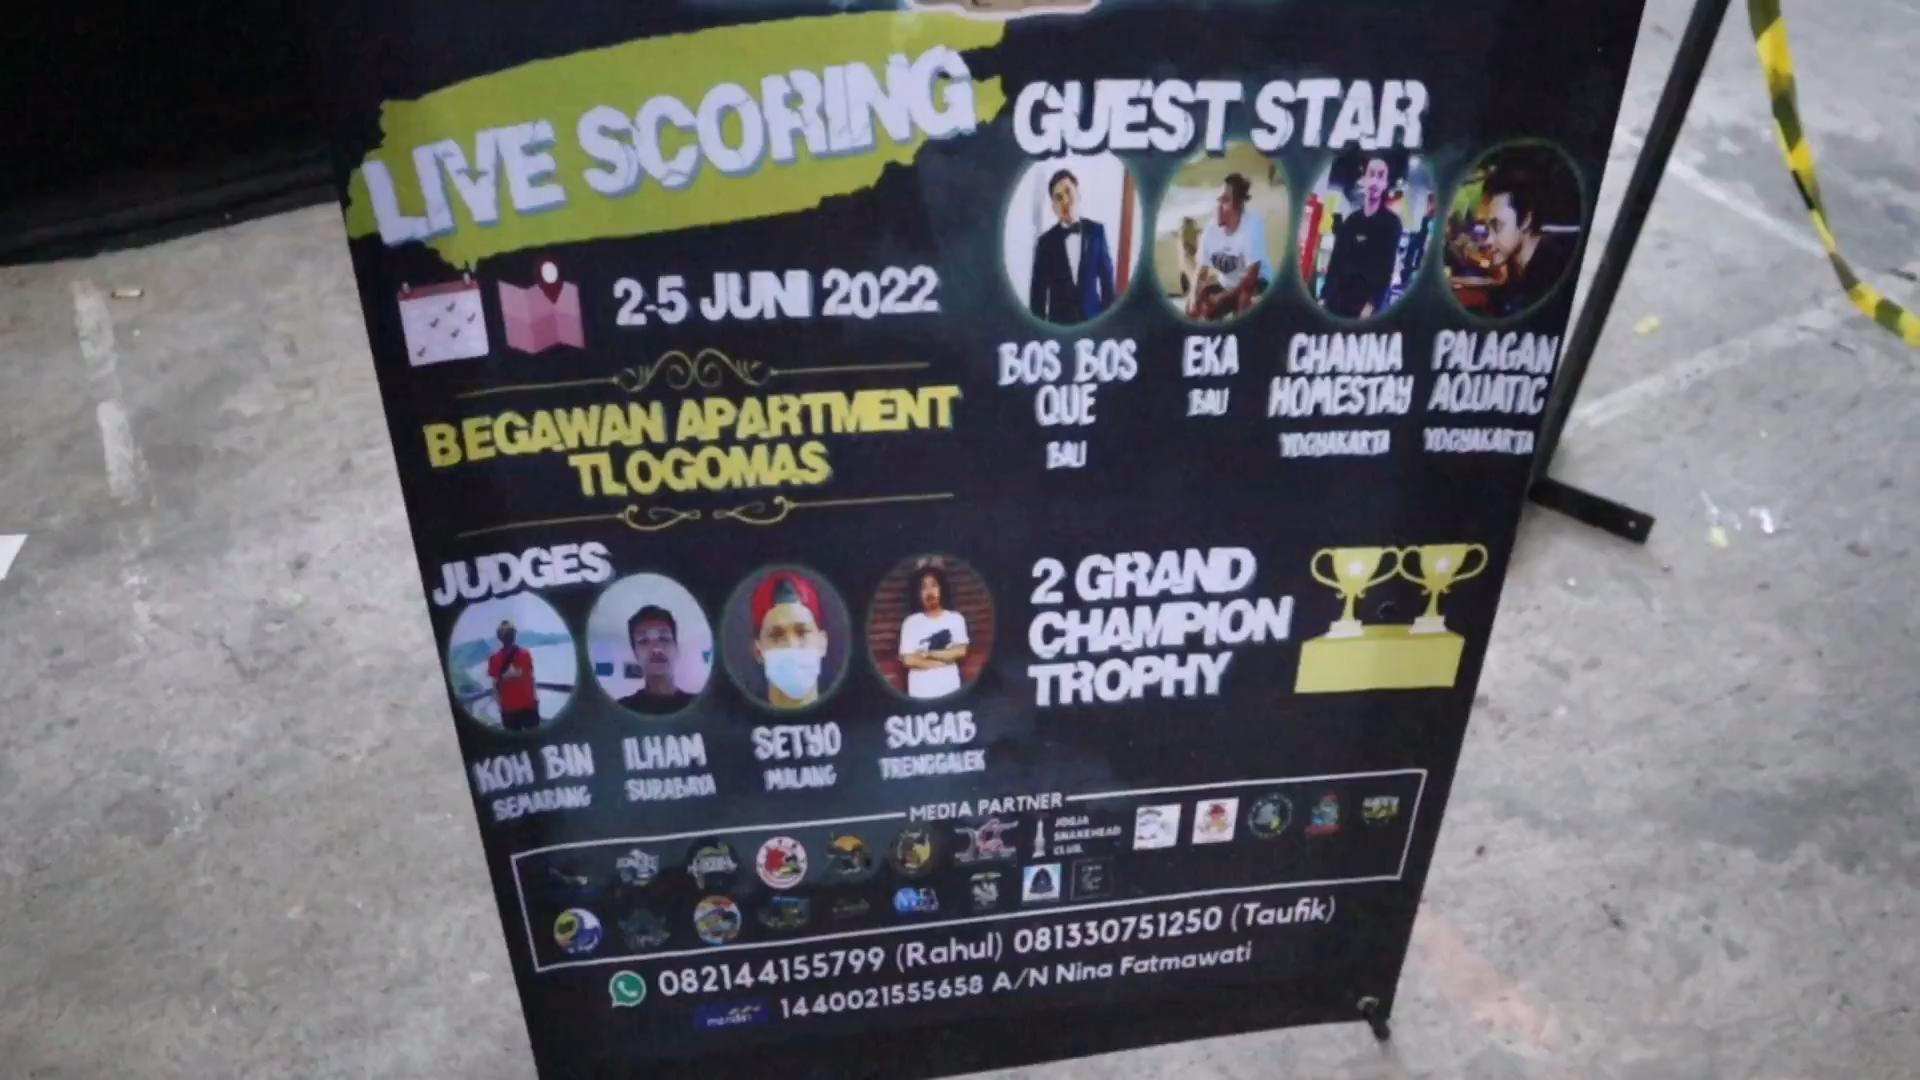 LIVE SCORING
2-5 JUNI 2022
BEGAWAN APARTMENT
TLOGOMAS
GUEST STAR
BOS BOS
QUE
BALI
EKA
BALI
CHANNA
HOMESTAY
YOGYAKARTA
PALAGAN
AQUATIC
YOGYAKARTA
JUDGES
KOH BIN
SEMARANG
ILHAM
SURABAYA
SETYO
MALANG
SUGAB
TRENGGALEK
2 GRAND
CHAMPION
TROPHY
MEDIA PARTNER
JOGJA
SNAKEHEAD
CLUB
082144155799 (Rahul) 081330751250 (Taufik)
mandiri 1440021555658 A/N Nina Fatmawati